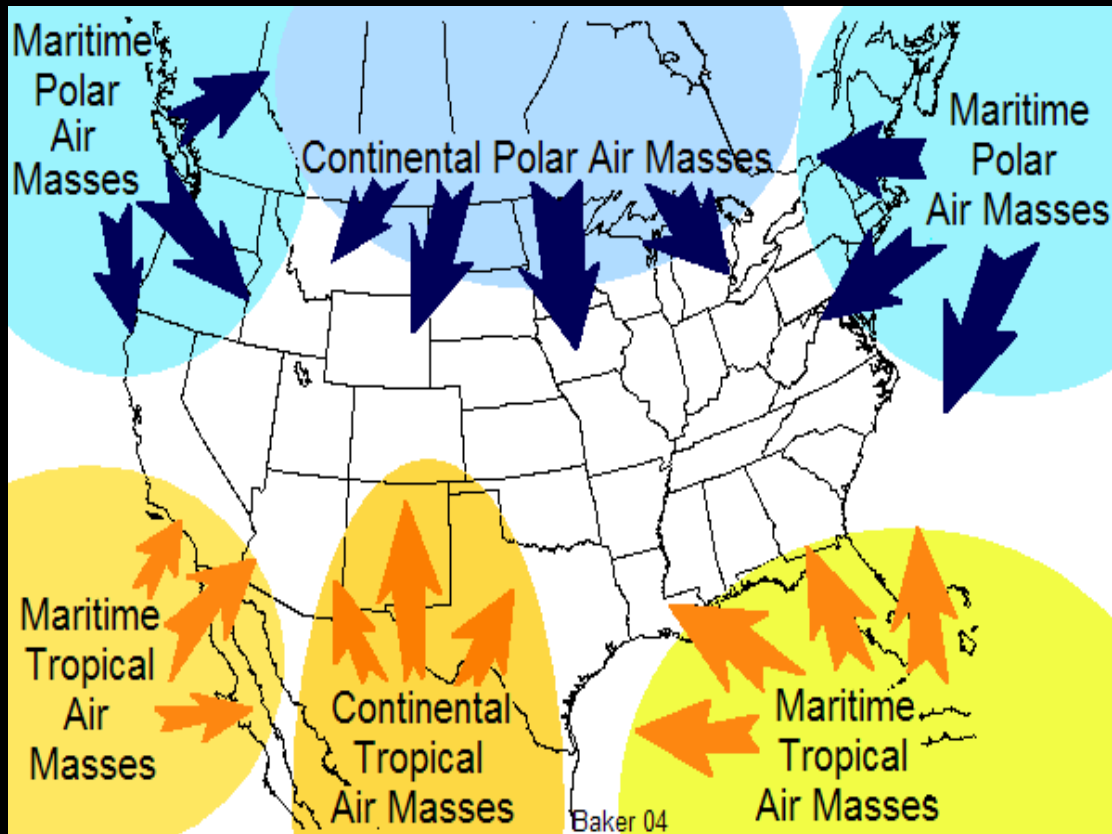 Maritime
Polar
Air
Masses
Continental Polar Air Masses
Maritime
Polar
Air Masses
Maritime
Tropical
Air
Masses
Continental
Tropical
Air Masses
Maritime
Tropical
Air Masses
Baker 04